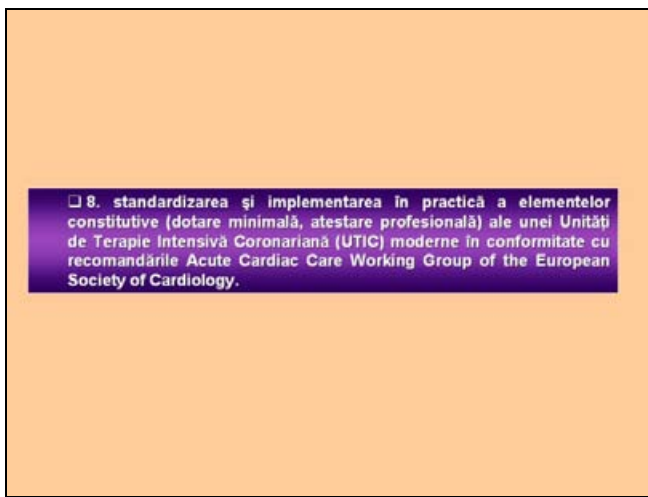 ❑ 8. standardizarea şi implementarea în practică a elementelor
constitutive (dotare minimală, atestare profesională) ale unei Unităţi
de Terapie Intensivă Coronariană (UTIC) moderne în conformitate cu
recomandările Acute Cardiac Care Working Group of the European
Society of Cardiology.